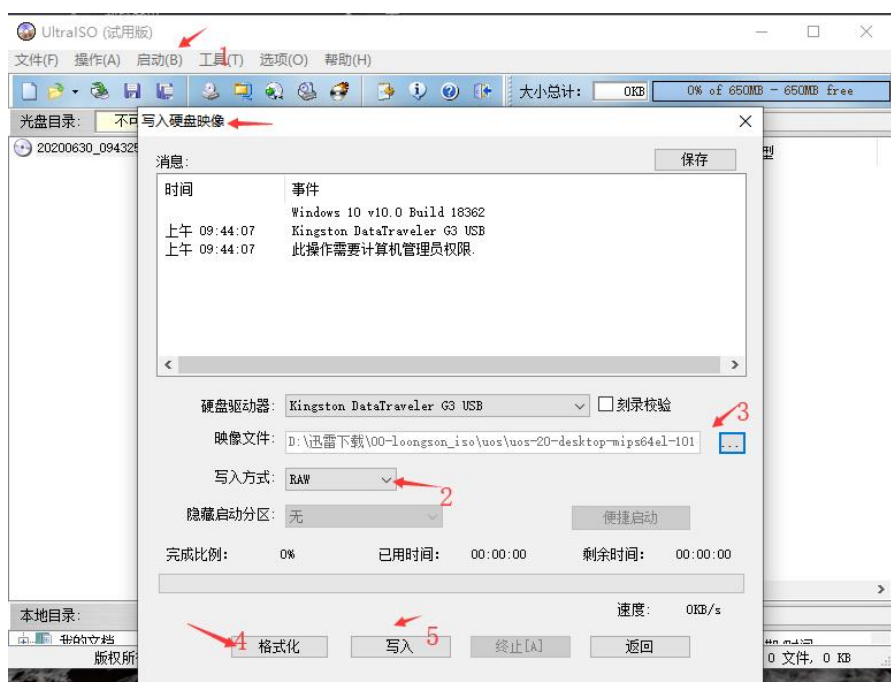 UltraISO (试用版)
文件(F) 操作(A) 启动(B) 工具(T) 选项(O) 帮助(H)
1
大小总计: 0KB 0% of 650MB - 650MB free
光盘目录: 不可
写入硬盘映像
20200630_094325
型
消息:
保存
时间 事件
Windows 10 v10.0 Build 18362
上午 09:44:07 Kingston DataTraveler G3 USB
上午 09:44:07 此操作需要计算机管理员权限.
硬盘驱动器: Kingston DataTraveler G3 USB 刻录校验
3
映像文件: D:\迅雷下载\00-loongson_iso\uos\uos-20-desktop-mips64el-101 ...
写入方式: RAW
2
隐藏启动分区: 无 便捷启动
完成比例: 0% 已用时间: 00:00:00 剩余时间: 00:00:00
速度: 0KB/s
本地目录:
我的文档
4 格式化 写入 5 终止[A] 返回
版权所
0 文件, 0 KB